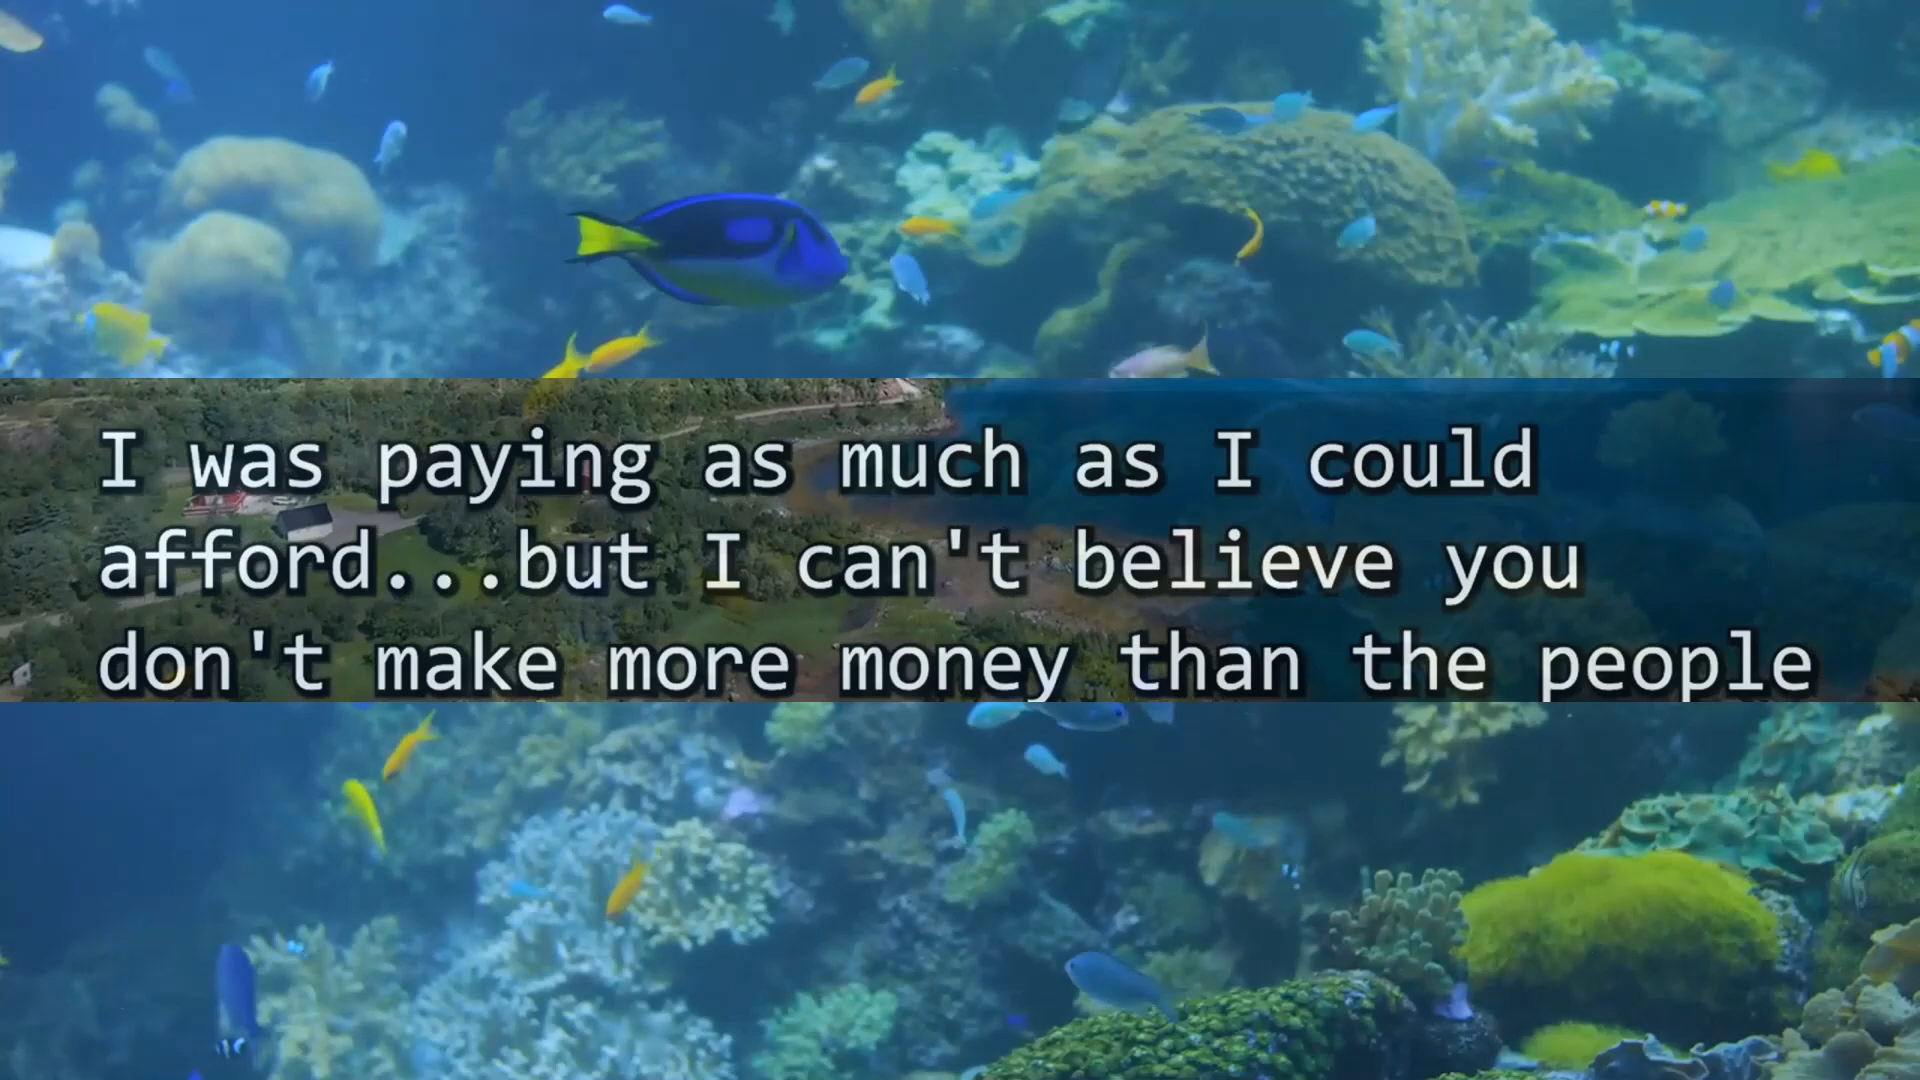 I was paying as much as I could
afford...but I can't believe you
don't make more money than the people